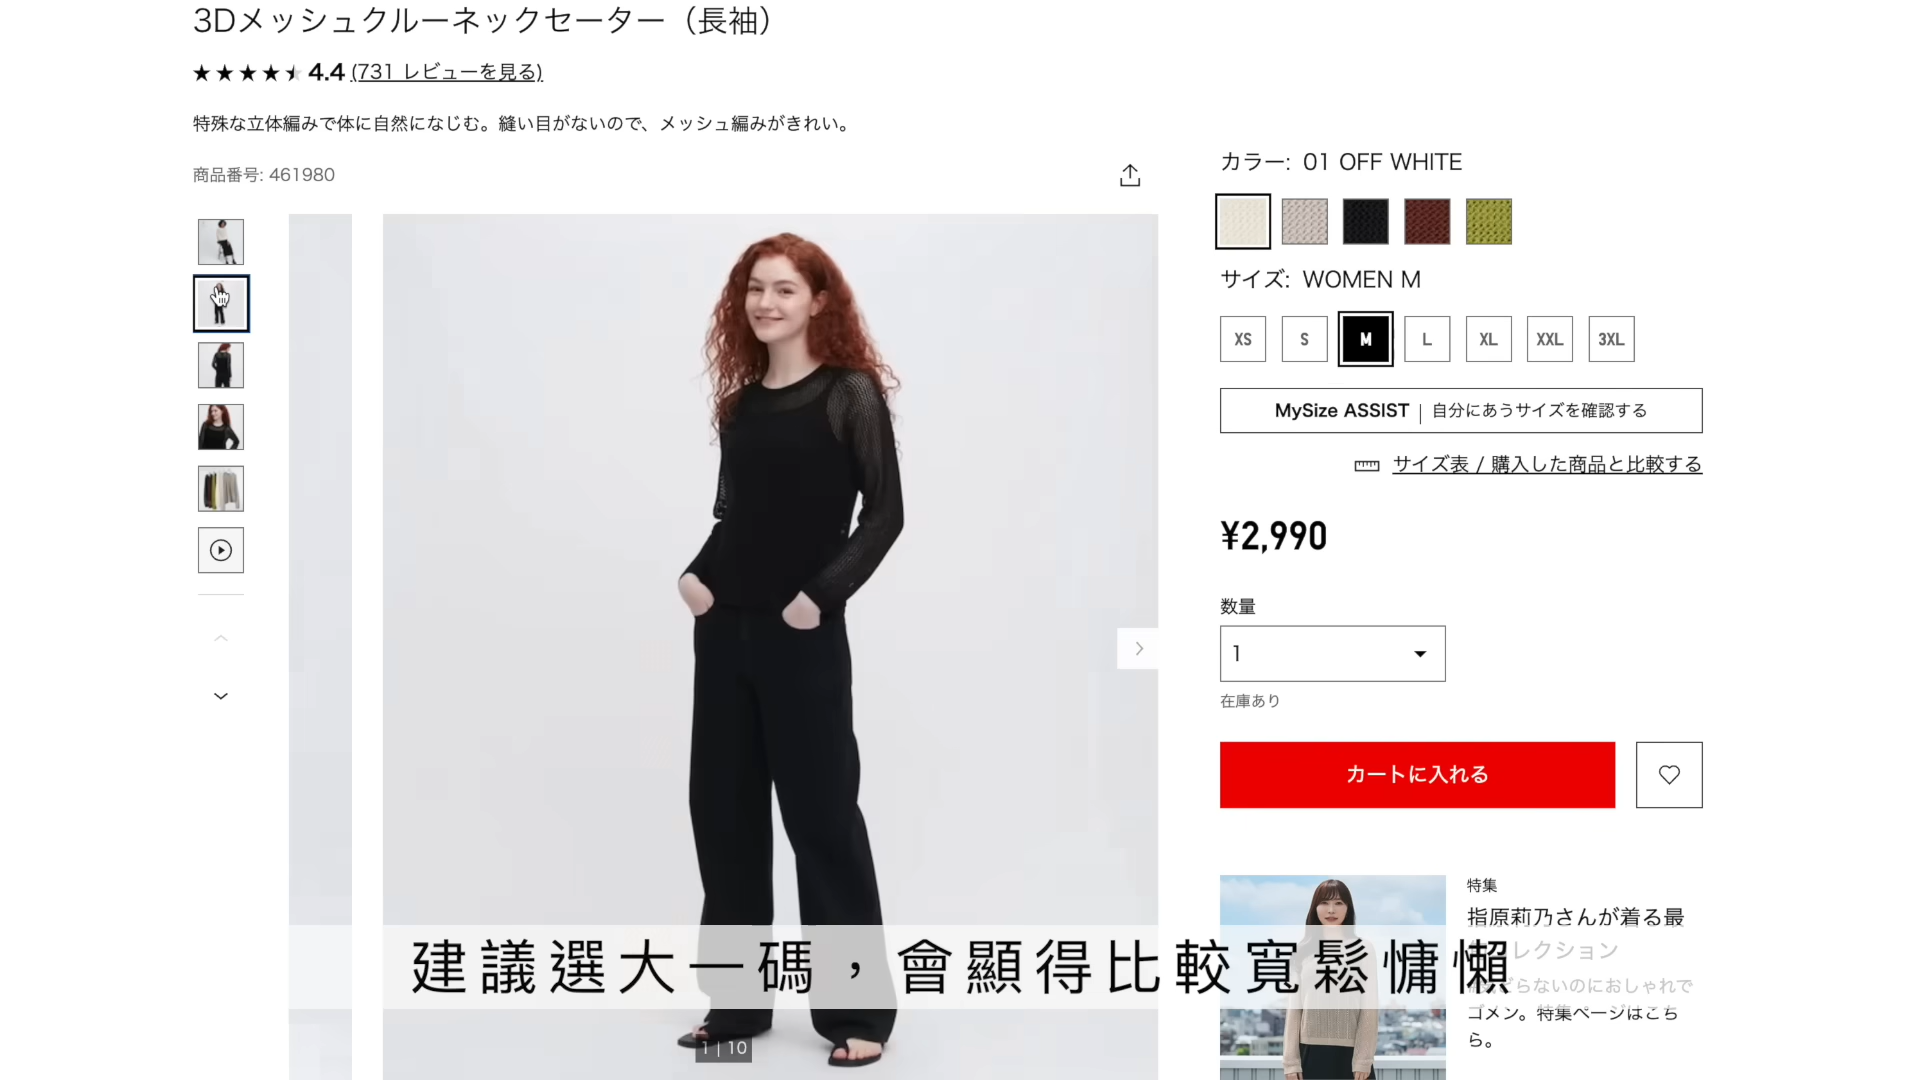 3Dメッシュクルーネックセーター（長袖）
4.4 (731 レビューを見る)
特殊な立体編みで体に自然になじむ。縫い目がないので、メッシュ編みがきれい。
商品番号: 461980
カラー: 01 OFF WHITE
サイズ: WOMEN M
XS S M L XL XXL 3XL
MySize ASSIST | 自分にあうサイズを確認する
サイズ表 / 購入した商品と比較する
¥2,990
数量
1
在庫あり
カートに入れる
特集
指原莉乃さんが着る最
レクション
らないのにおしゃれで
ゴメン。特集ページはこち
ら。
建議選大一碼，會顯得比較寬鬆慵懶
1 | 10